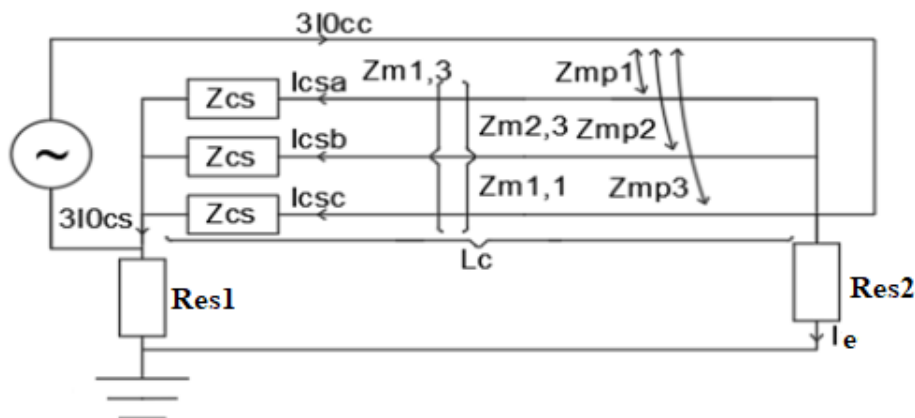 3I0cc
Zm1,3
Zmp1
Zcs
Icsa
Zm2,3
Zmp2
Zcs
Icsb
Zm1,1
Zmp3
Zcs
Icsc
3I0cs
Lc
~
Res1
Res2
Ie